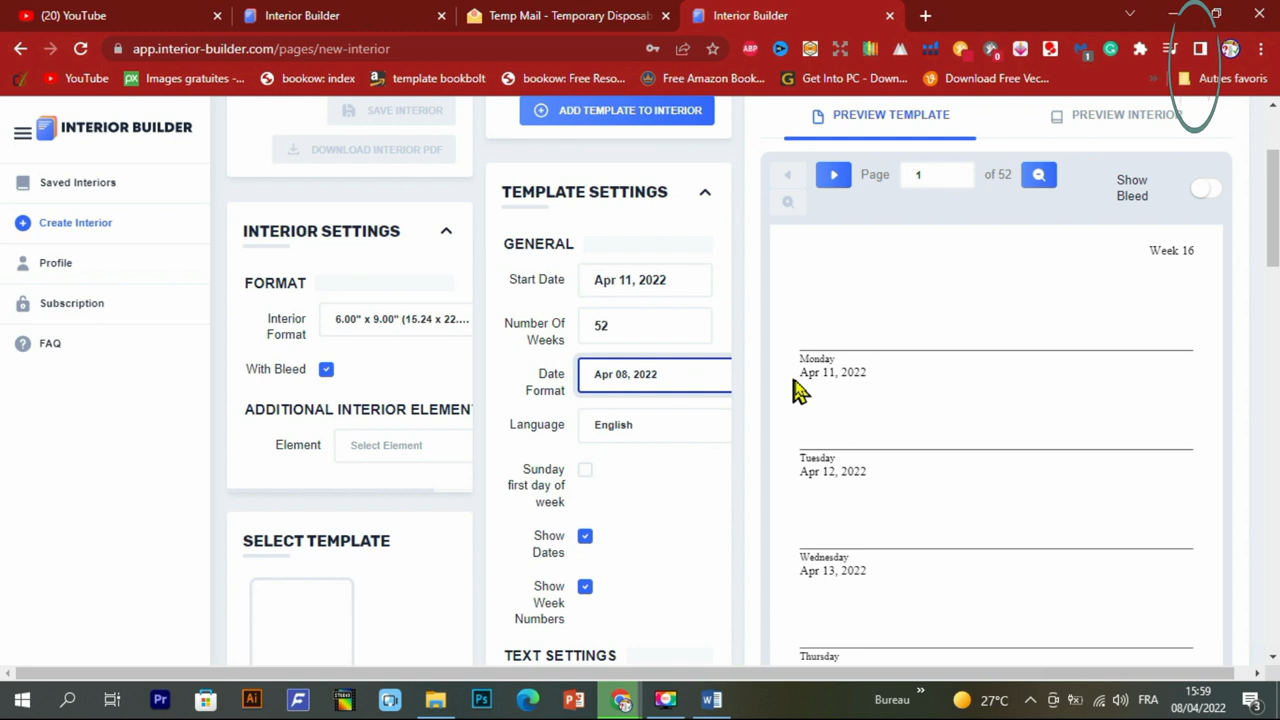 (20) YouTube
Interior Builder
Temp Mail - Temporary Disposab
Interior Builder
app.interior-builder.com/pages/new-interior
YouTube
Images gratuites -...
bookow: index
template bookbolt
bookow: Free Reso...
Free Amazon Book...
Get Into PC - Down...
Download Free Vec...
Autres favoris
INTERIOR BUILDER
Saved Interiors
Create Interior
Profile
Subscription
FAQ
SAVE INTERIOR
DOWNLOAD INTERIOR PDF
INTERIOR SETTINGS
FORMAT
Interior Format
6.00" x 9.00" (15.24 x 22....
With Bleed
ADDITIONAL INTERIOR ELEMEN
Element
Select Element
SELECT TEMPLATE
ADD TEMPLATE TO INTERIOR
TEMPLATE SETTINGS
GENERAL
Start Date
Apr 11, 2022
Number Of Weeks
52
Date Format
Apr 08, 2022
Language
English
Sunday first day of week
Show Dates
Show Week Numbers
TEXT SETTINGS
PREVIEW TEMPLATE
PREVIEW INTERIOR
Page
1
of 52
Show Bleed
Week 16
Monday
Apr 11, 2022
Tuesday
Apr 12, 2022
Wednesday
Apr 13, 2022
Thursday
Bureau
27°C
FRA
15:59
08/04/2022
3